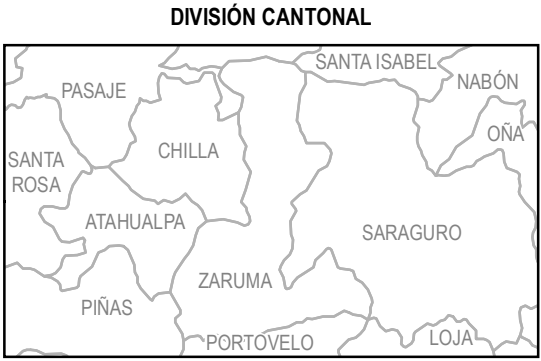 DIVISIÓN CANTONAL
SANTA ISABEL
NABÓN
PASAJE
OÑA
CHILLA
SANTA
ROSA
ATAHUALPA
SARAGURO
ZARUMA
PIÑAS
PORTOVELO
LOJA